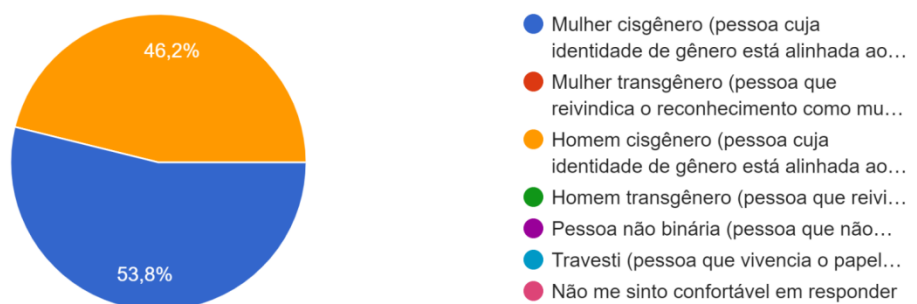 46,2%
53,8%
Mulher cisgênero (pessoa cuja
identidade de gênero está alinhada ao…
Mulher transgênero (pessoa que
reivindica o reconhecimento como mu…
Homem cisgênero (pessoa cuja
identidade de gênero está alinhada ao…
Homem transgênero (pessoa que reivi…
Pessoa não binária (pessoa que não…
Travesti (pessoa que vivencia o papel…
Não me sinto confortável em responder